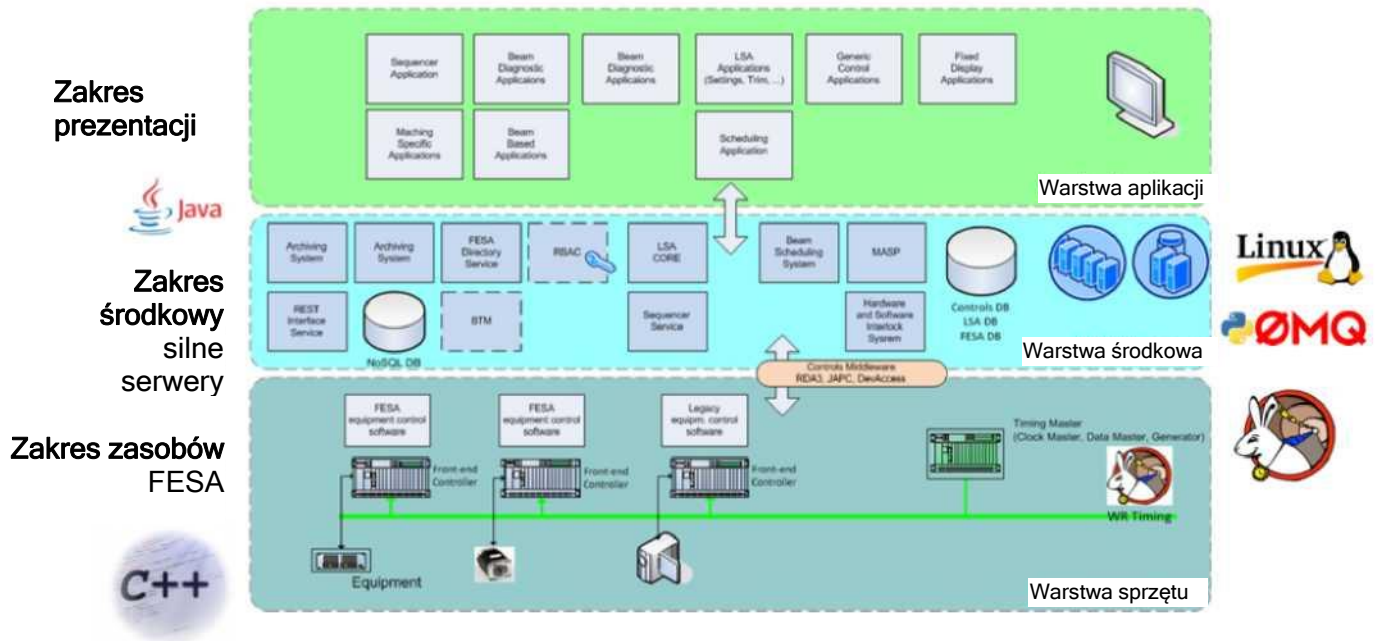 Zakres
prezentacji
Sequencer
Application
Beam
Diagnostic
Applicaions
Beam
Diagnostic
Applicaions
LSA
Applications
(Settings, Trim, ...)
Generic
Control
Applications
Fixed
Display
Applications
Maching
Specific
Applications
Beam
Based
Applications
Scheduling
Application
Warstwa aplikacji
Java
Zakres
środkowy
silne
serwery
Archiving
System
Archiving
System
FESA
Directory
Service
RBAC
LSA
CORE
Beam
Scheduling
System
MASP
REST
Interface
Service
NoSQL DB
BTM
Sequencer
Service
Hardware
and Software
Interlock
Sysrem
Controls DB
LSA DB
FESA DB
Warstwa środkowa
Linux
ØMQ
Controls Middleware
RDA3, JAPC, DevAccess
Zakres zasobów
FESA
FESA
equipment control
software
FESA
equipment control
software
Legacy
equipm. control
software
Front-end
Controller
Front-end
Controller
Front-end
Controller
Timing Master
(Clock Master, Data Master, Generator)
WR Timing
Equipment
Warstwa sprzętu
C++